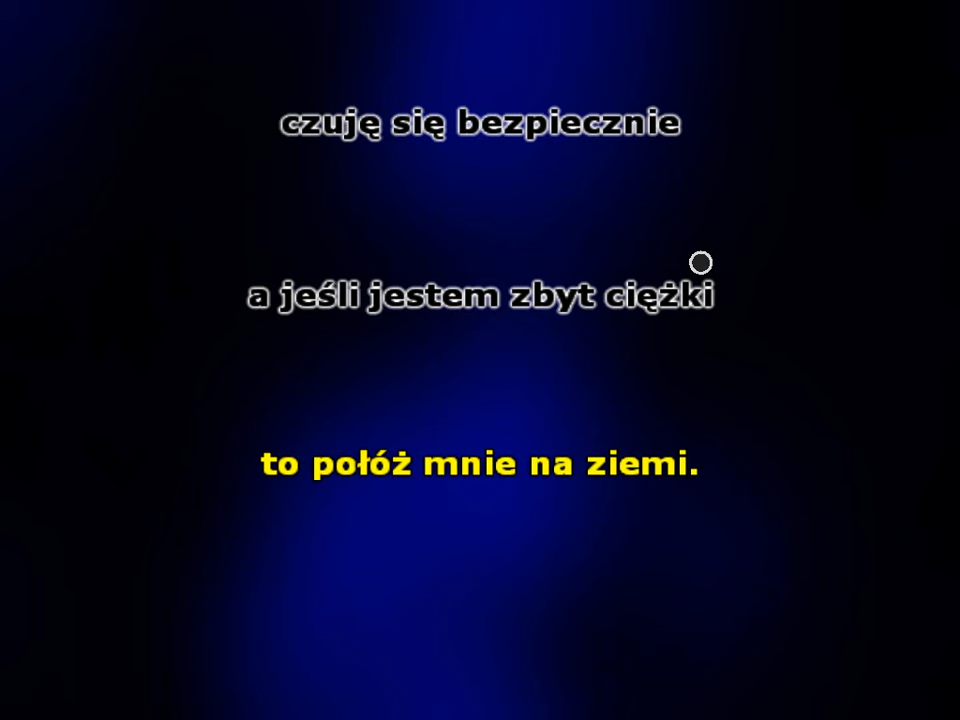 czuję się bezpiecznie
a jeśli jestem zbyt ciężki
to połóż mnie na ziemi.